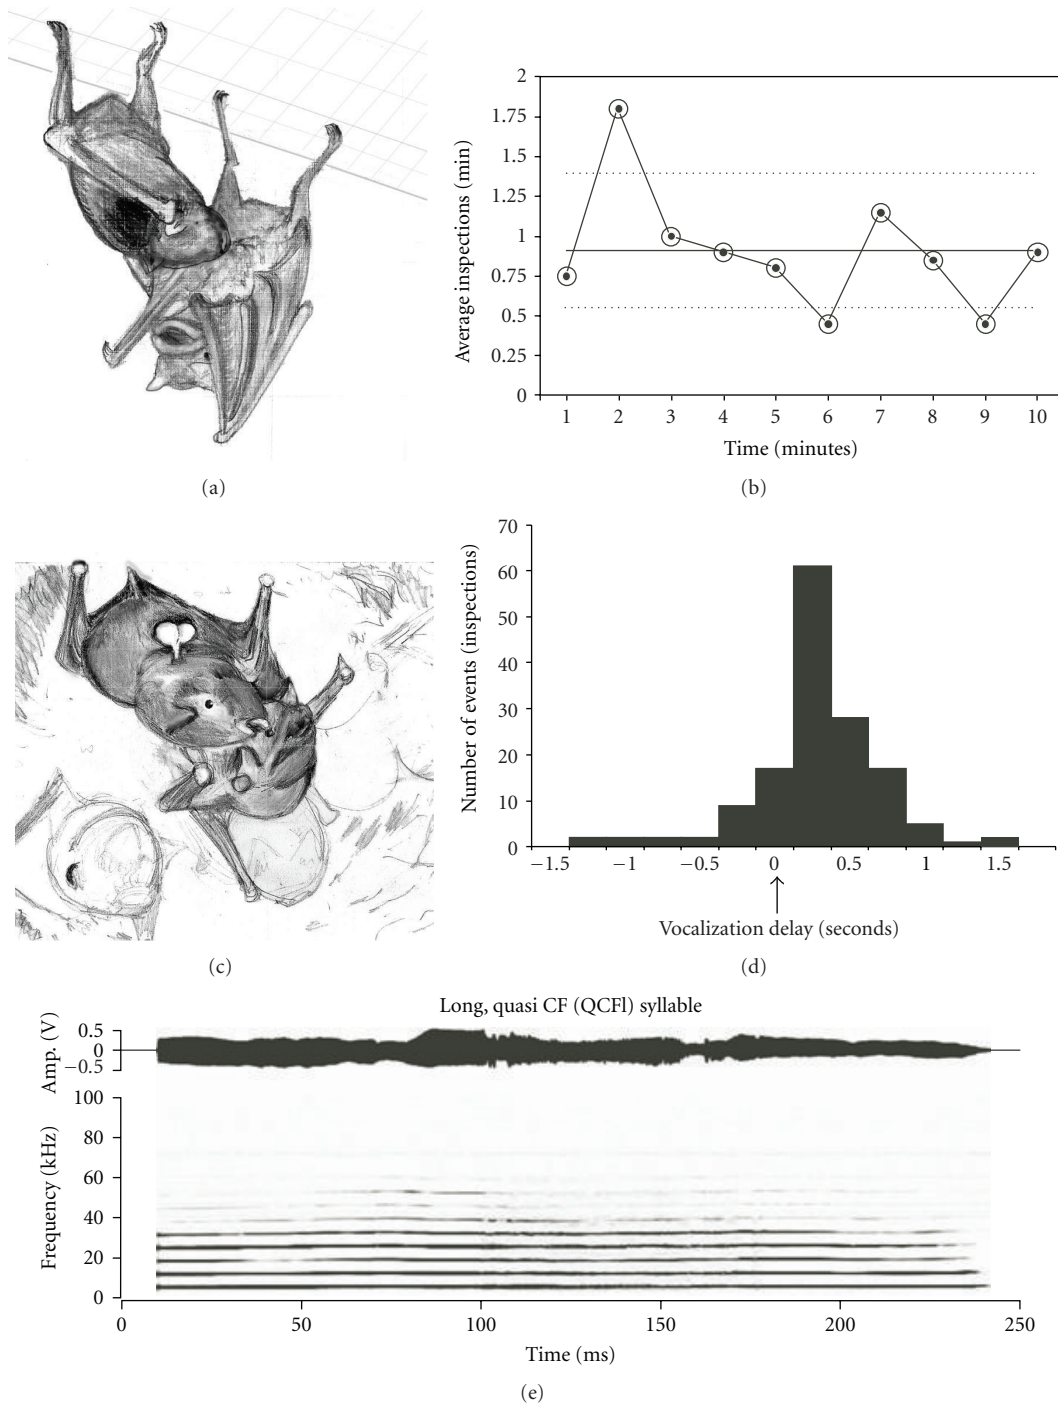 2
1.75
1.5
1.25
1
0.75
0.5
0.25
0
Average inspections (min)
1 2 3 4 5 6 7 8 9 10
Time (minutes)
(a)
(b)
70
60
50
40
30
20
10
0
Number of events (inspections)
−1.5 −1 −0.5 0 0.5 1 1.5
Vocalization delay (seconds)
(c)
(d)
Long, quasi CF (QCFl) syllable
Amp. (V)
0.5
0
−0.5
100
80
60
40
20
0
Frequency (kHz)
0 50 100 150 200 250
Time (ms)
(e)